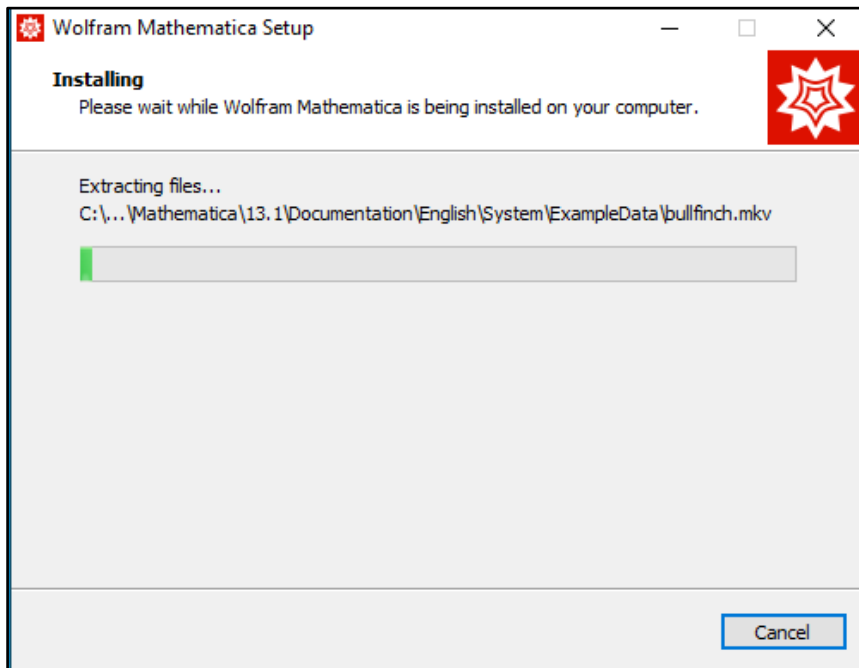 Wolfram Mathematica Setup
Installing
Please wait while Wolfram Mathematica is being installed on your computer.
Extracting files...
C:\...\Mathematica\13.1\Documentation\English\System\ExampleData\bullfinch.mkv
Cancel